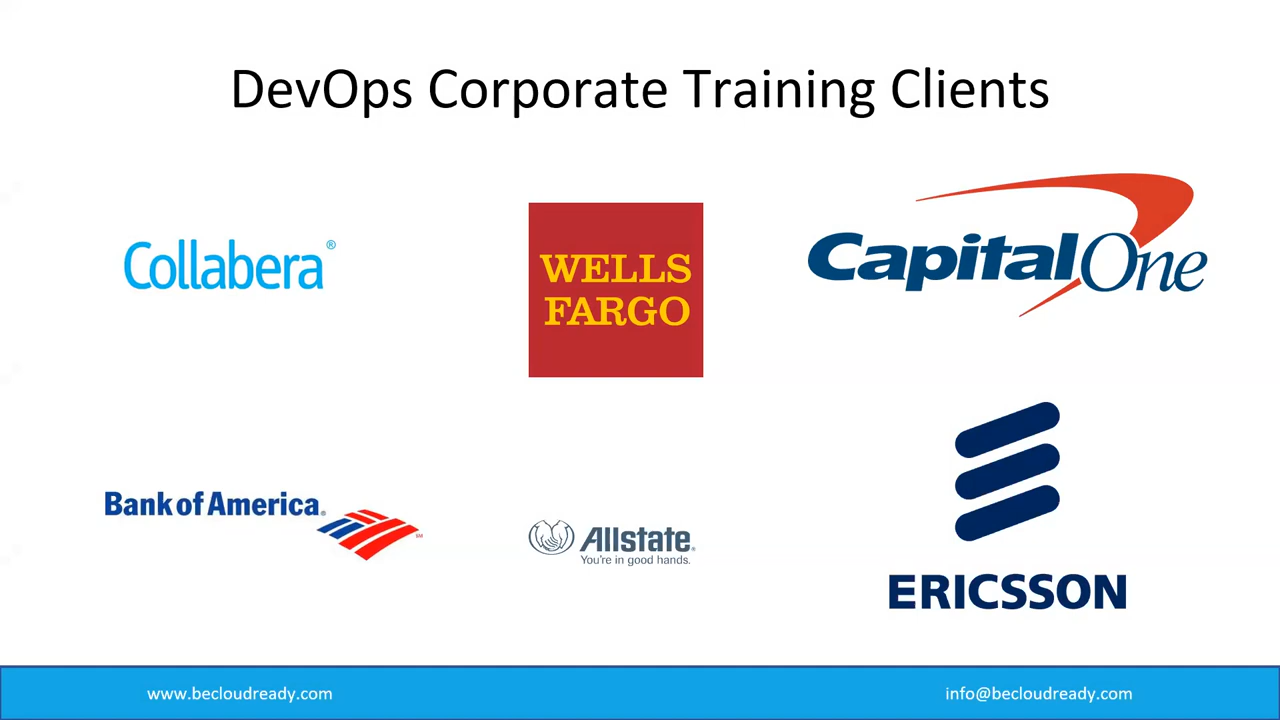 DevOps Corporate Training Clients
Collabera®
WELLS
FARGO
CapitalOne
Bank of America®
SM
Allstate®
You're in good hands.
ERICSSON
www.becloudready.com
info@becloudready.com